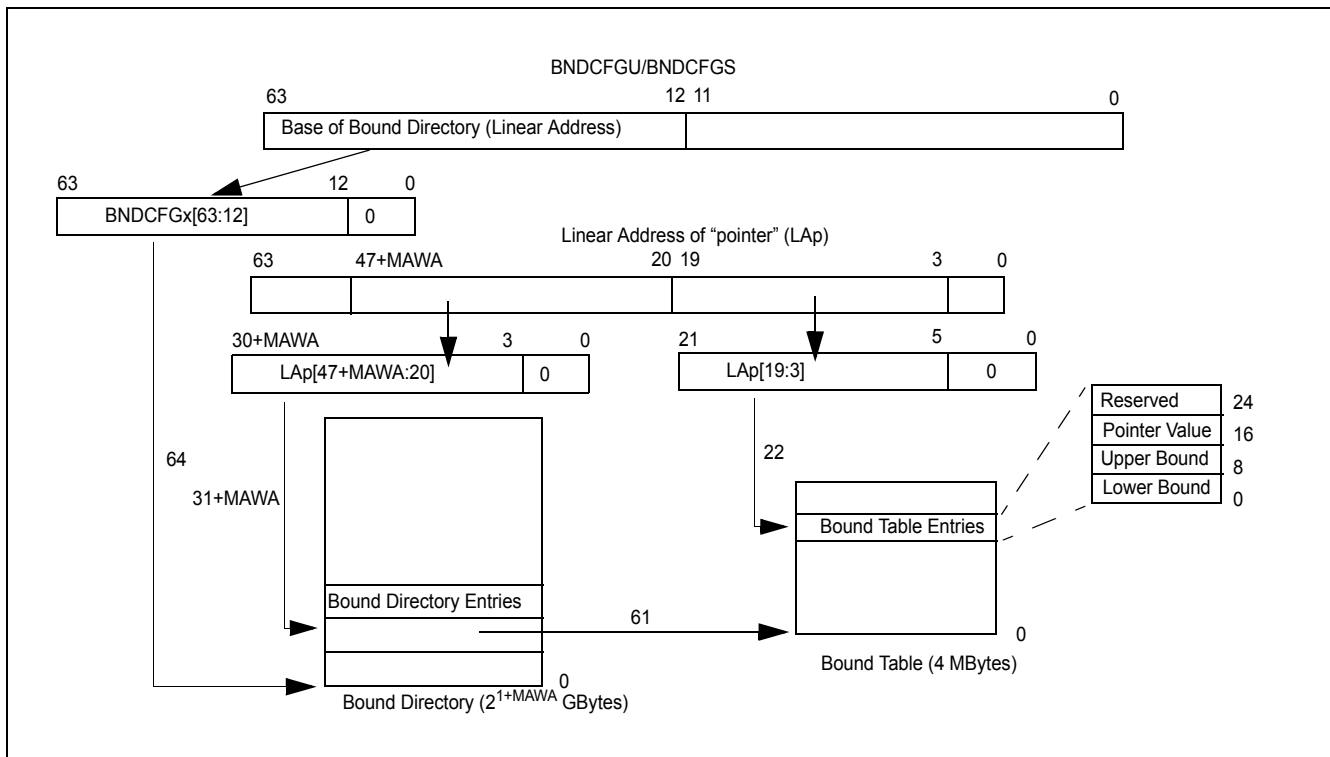 BNDCFGU/BNDCFGS
63 12 11 0
Base of Bound Directory (Linear Address)
63 12 0
BNDCFGx[63:12] 0
Linear Address of “pointer” (LAp)
63 47+MAWA 20 19 3 0
30+MAWA 3 0
LAp[47+MAWA:20] 0
21 5 0
LAp[19:3] 0
Reserved 24
Pointer Value 16
Upper Bound 8
Lower Bound 0
64
31+MAWA
22
Bound Table Entries
Bound Directory Entries
61
0
Bound Table (4 MBytes)
0
Bound Directory (2^1+MAWA GBytes)